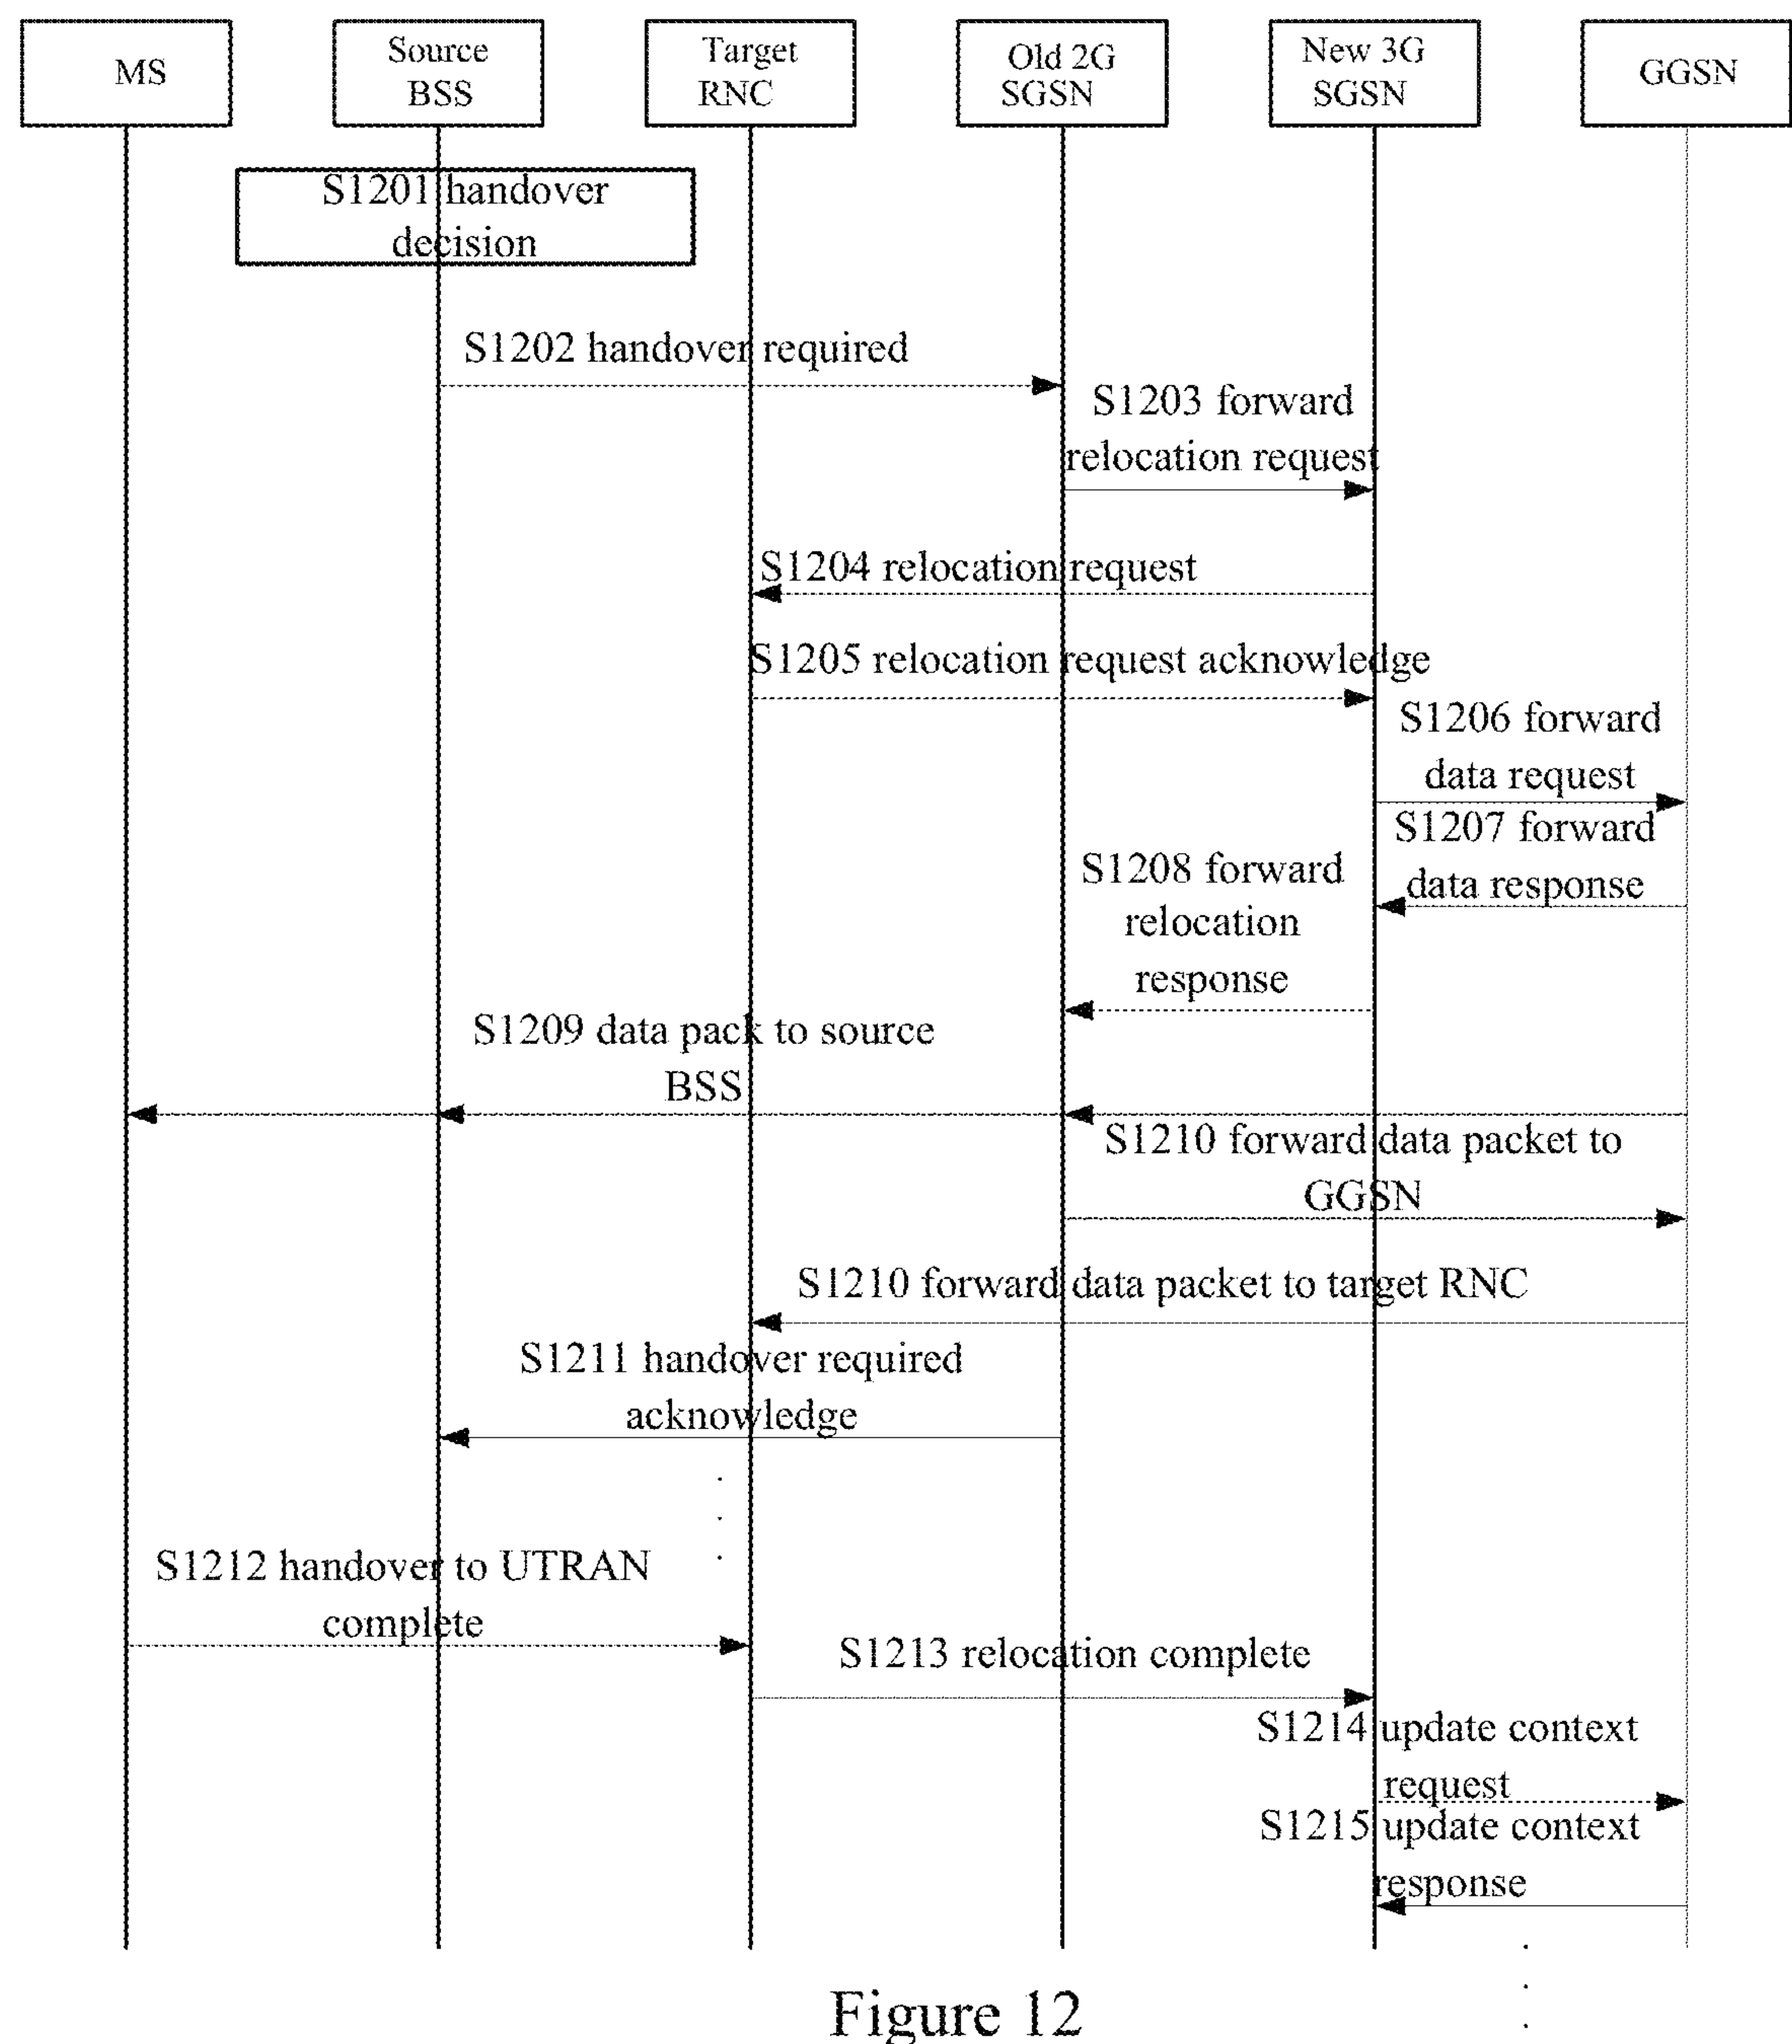 MS
Source
BSS
Target
RNC
Old 2G
SGSN
New 3G
SGSN
GGSN
S1201 handover
decision
S1202 handover required
S1203 forward
relocation request
S1204 relocation request
S1205 relocation request acknowledge
S1206 forward
data request
S1207 forward
data response
S1208 forward
relocation
response
S1209 data pack to source
BSS
S1210 forward data packet to
GGSN
S1210 forward data packet to target RNC
S1211 handover required
acknowledge
S1212 handover to UTRAN
complete
S1213 relocation complete
S1214 update context
request
S1215 update context
response
Figure 12